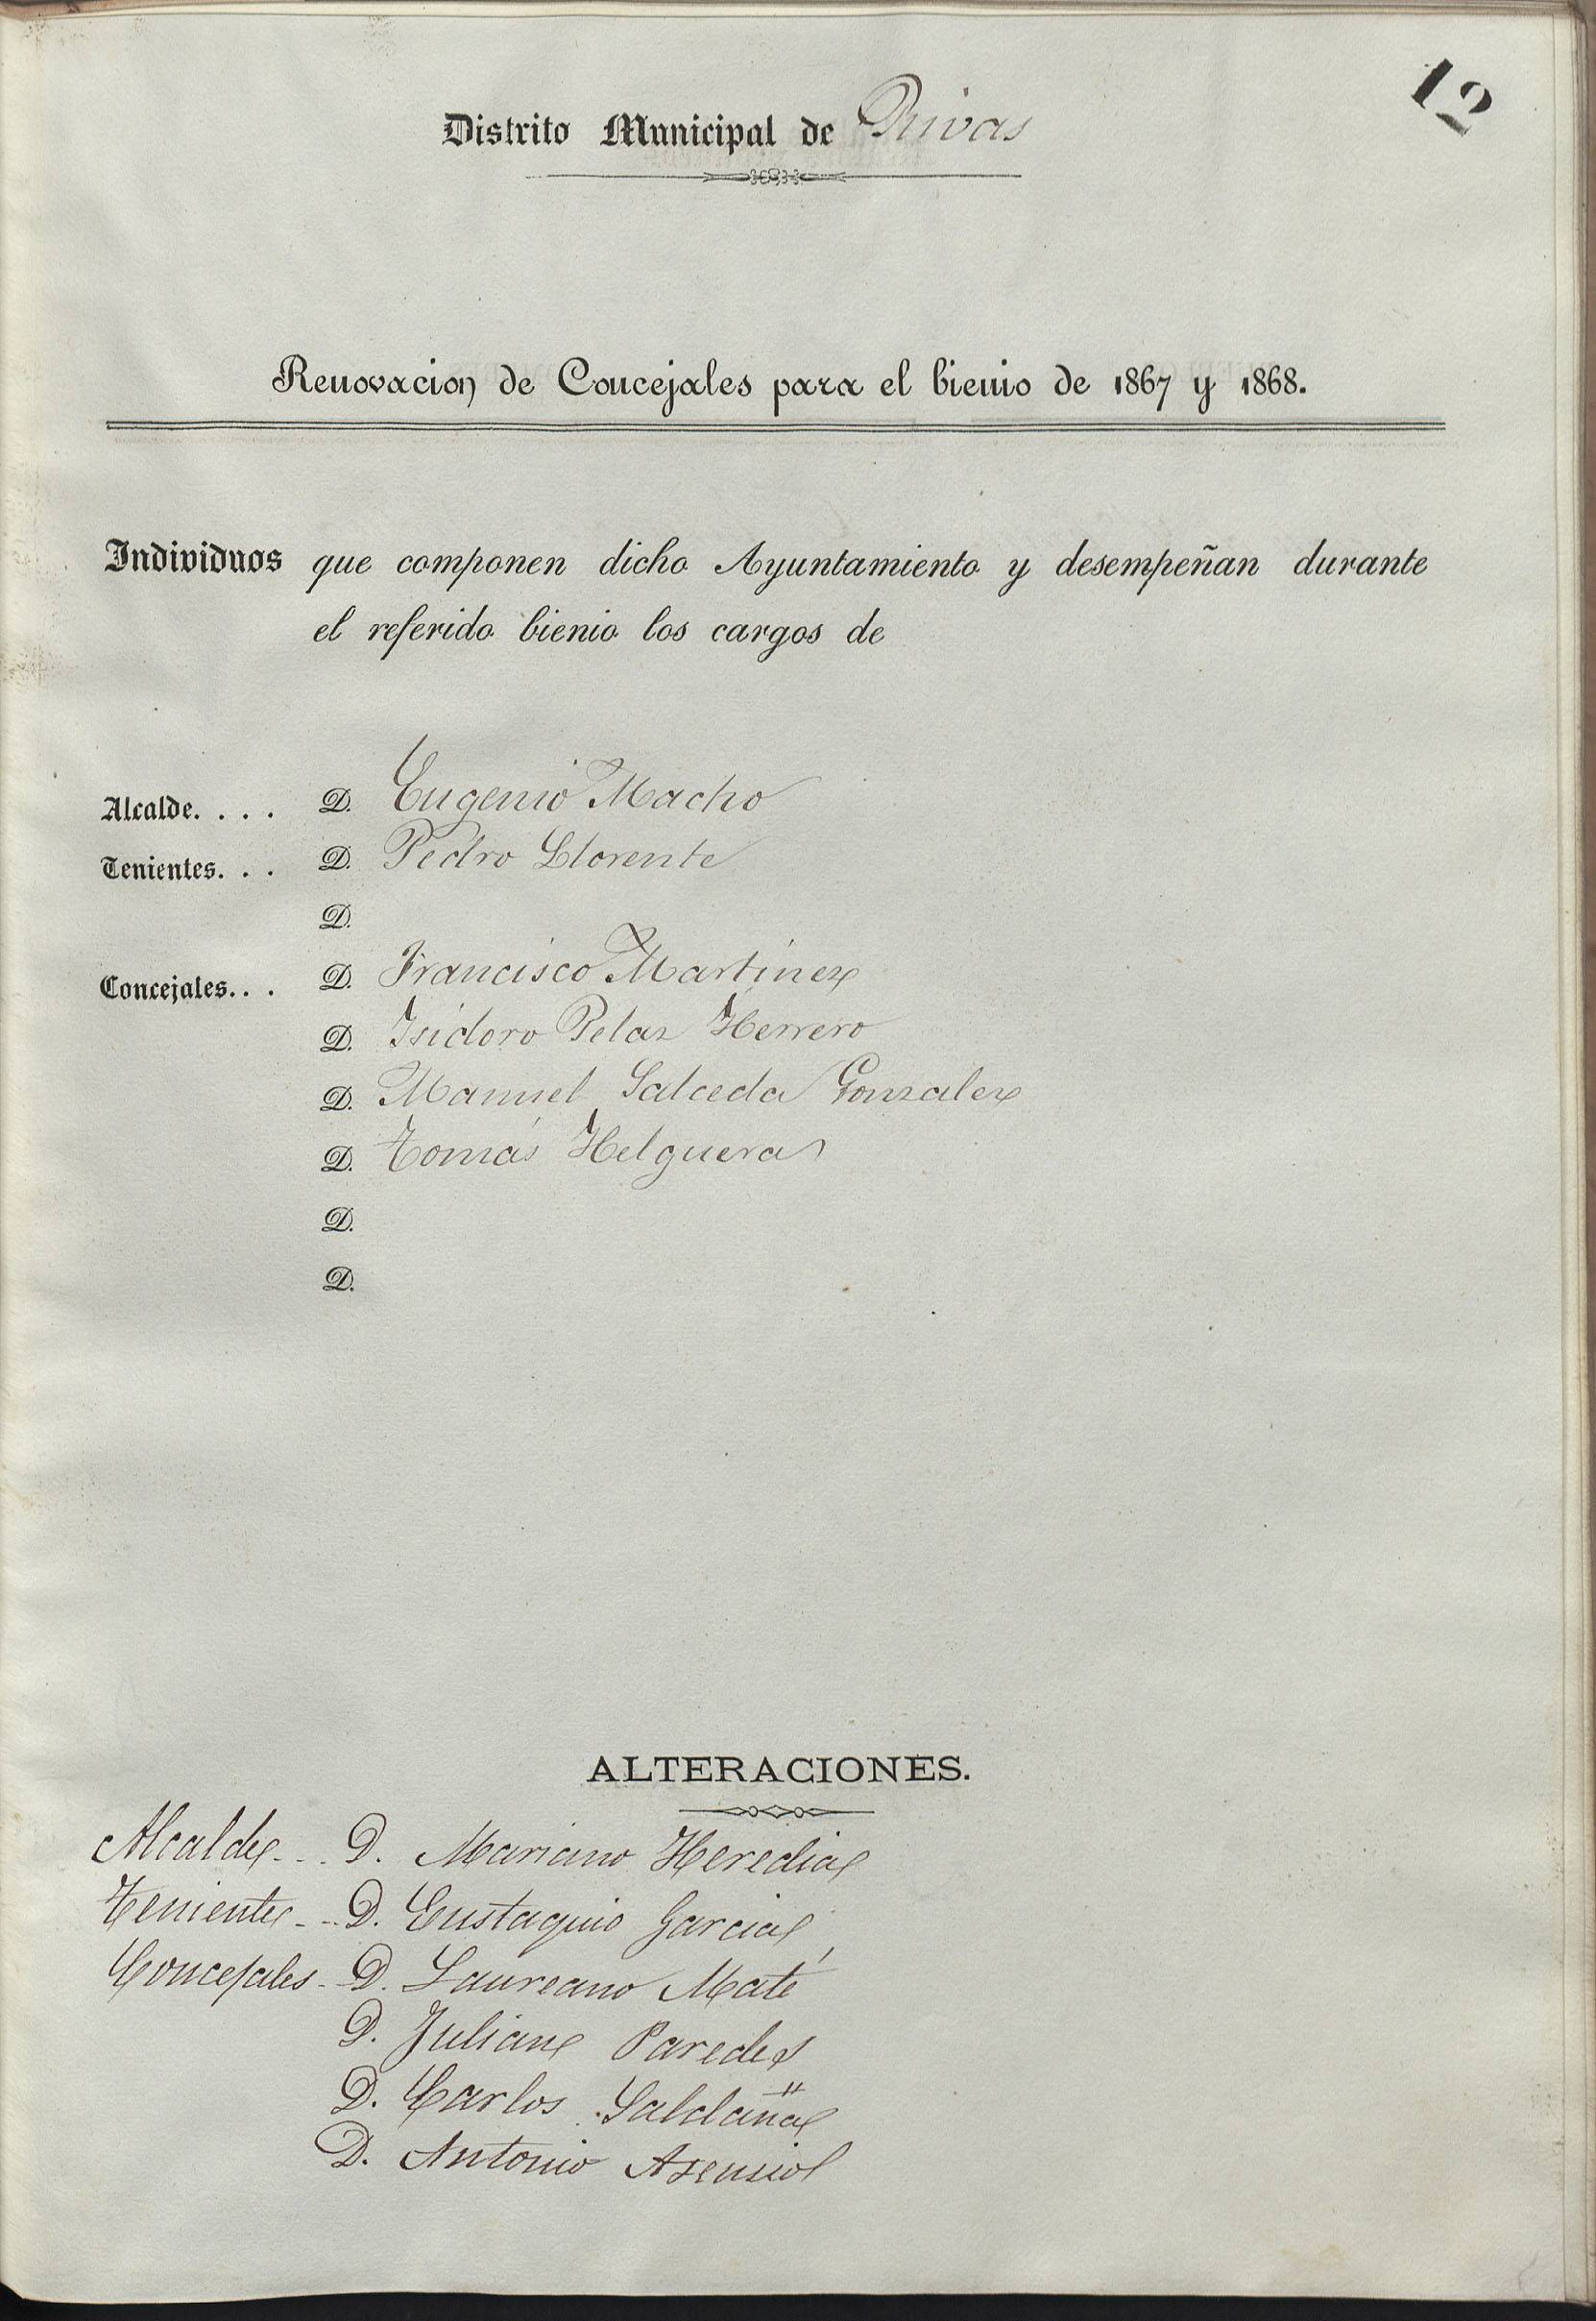 12
Distrito Municipal de Rivas
Renovacion de Concejales para el bienio de 1867 y 1868.
Individuos que componen dicho Ayuntamiento y desempeñan durante
el referido bienio los cargos de
Alcalde. . . . D. Eugenio Macho
Tenientes. . . D. Pedro Llorente
D.
Concejales. . . D. Francisco Martinez
D. Isidoro Pelaz Herrero
D. Manuel Salceda Gonzalez
D. Tomás Helguera
D.
D.
ALTERACIONES.
Alcalde - - - D. Mariano Heredia
Teniente - - D. Eustaquio Garcia
Concejales - D. Laureano Maté
D. Julian Paredes
D. Carlos Saldaña
D. Antonio Asensio